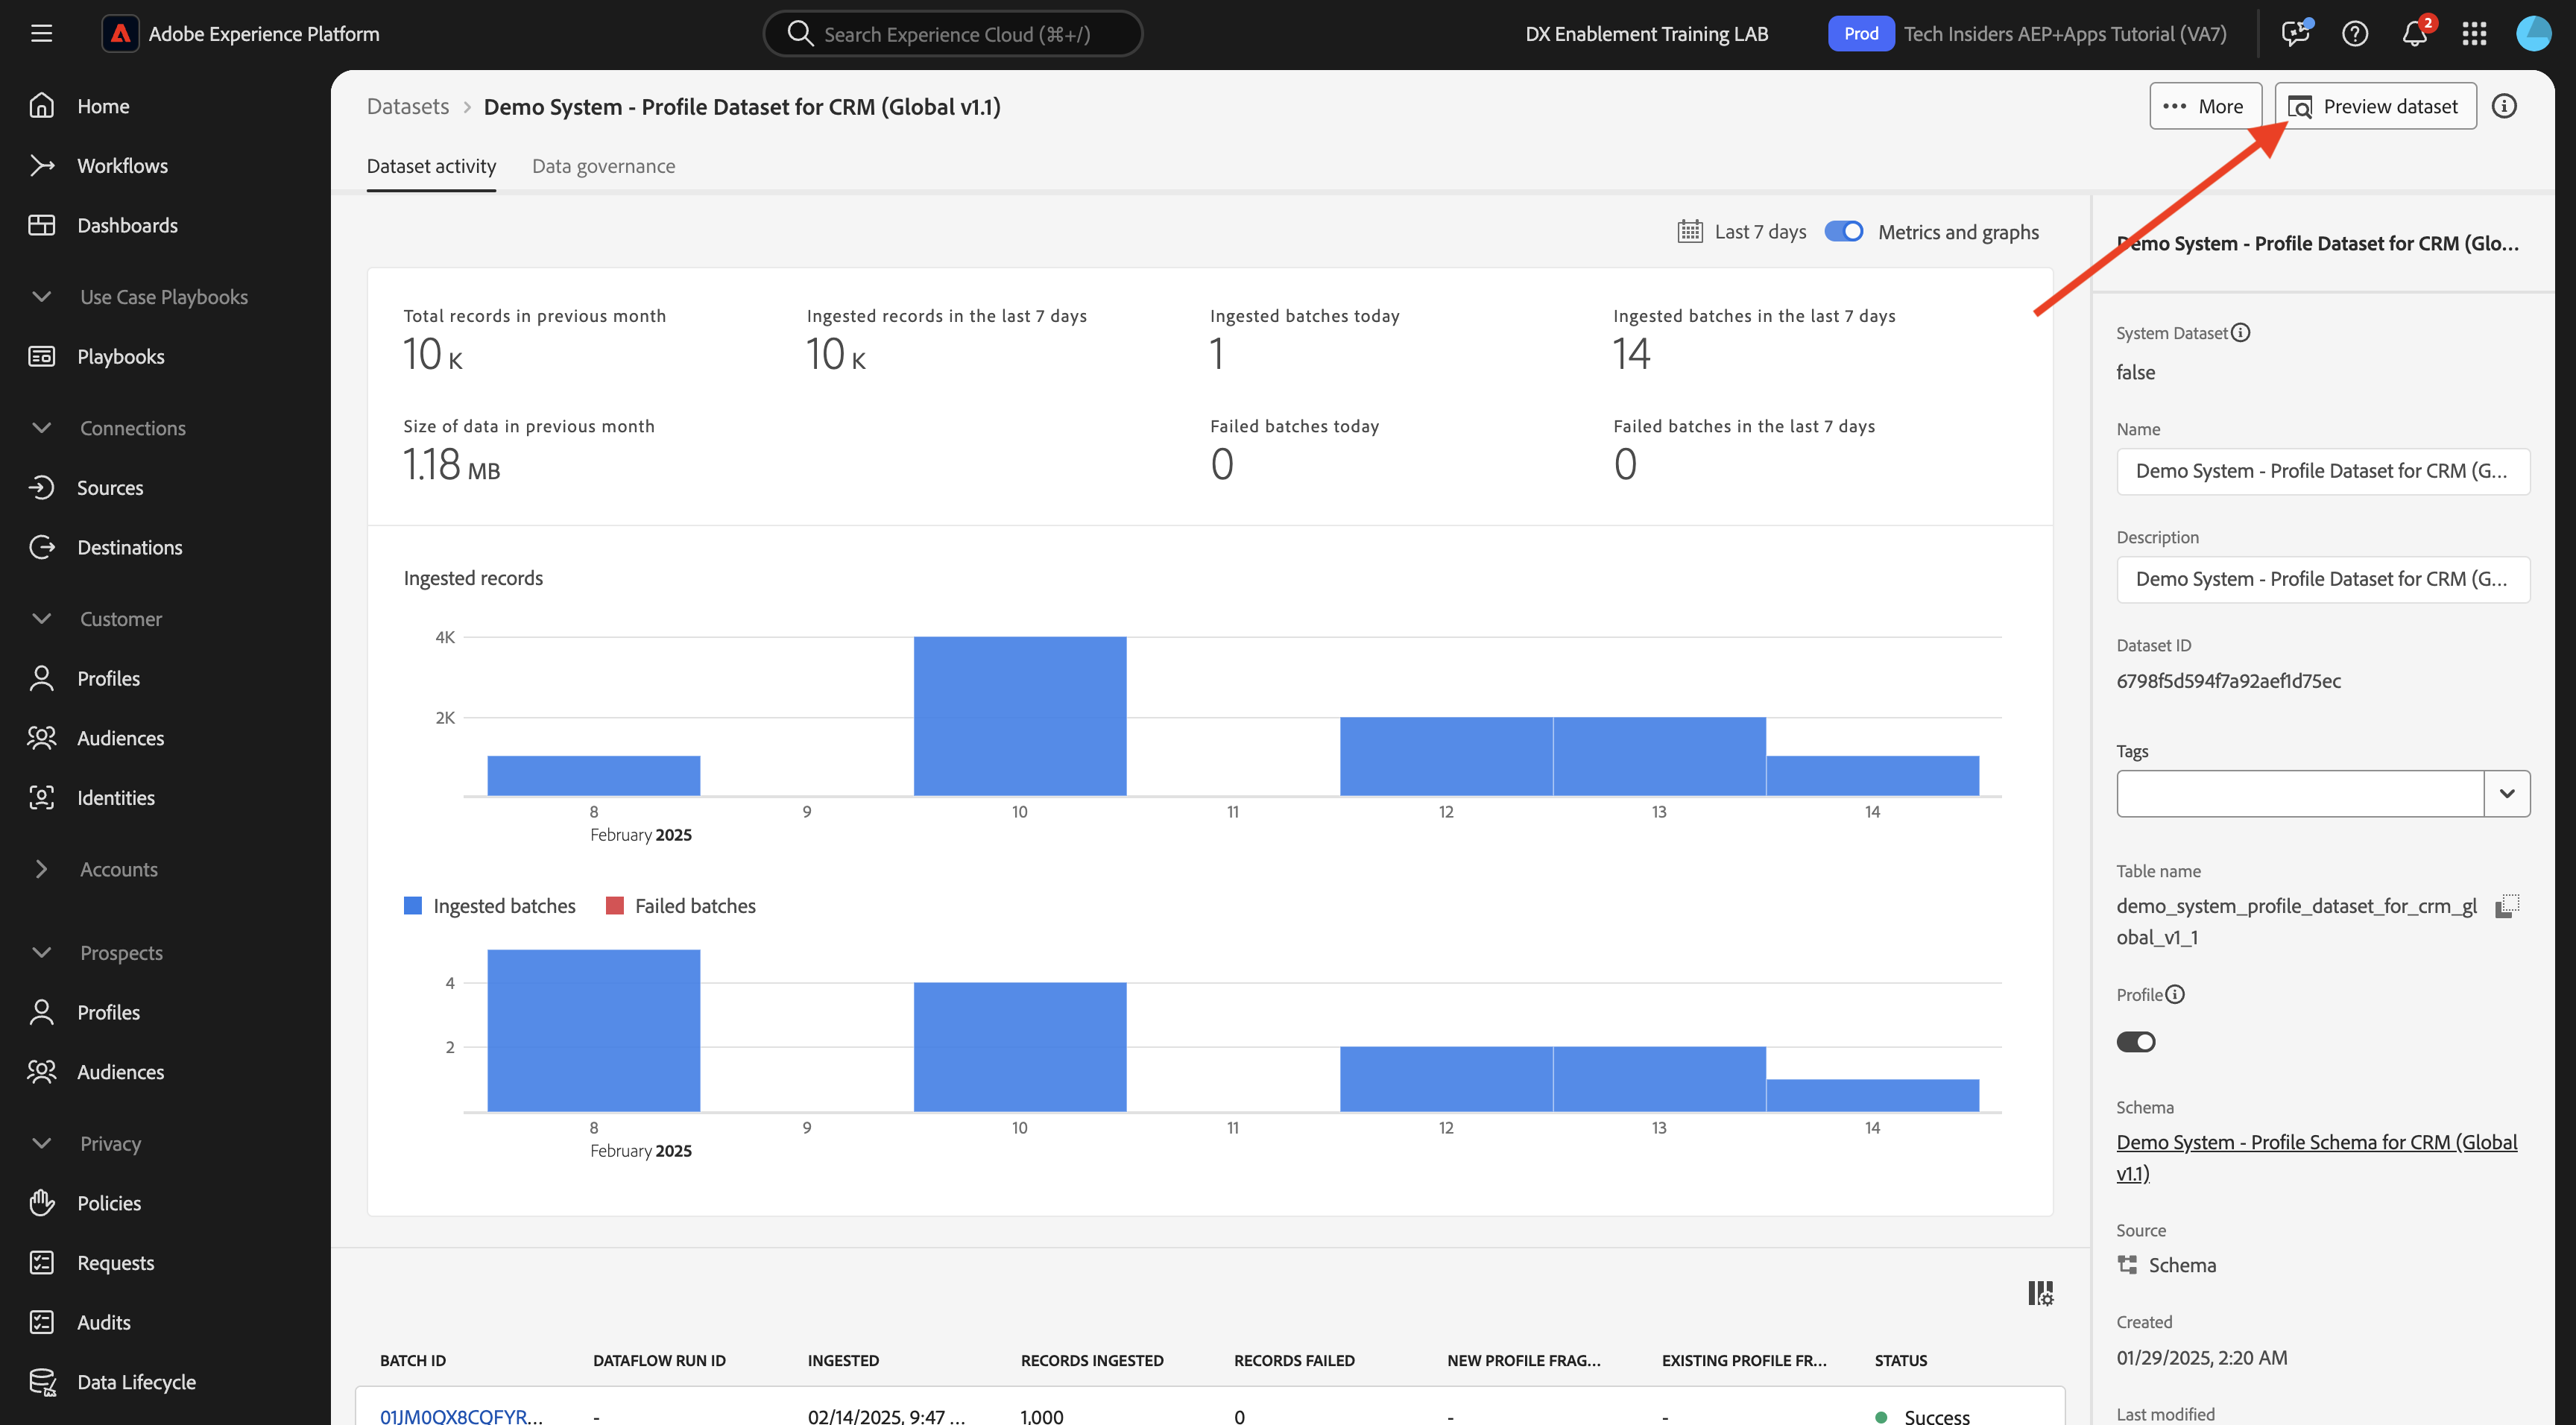 Adobe Experience Platform
Search Experience Cloud (⌘+/)
DX Enablement Training LAB
Prod
Tech Insiders AEP+Apps Tutorial (VA7)
2
Home
Workflows
Dashboards
Use Case Playbooks
Playbooks
Connections
Sources
Destinations
Customer
Profiles
Audiences
Identities
Accounts
Prospects
Profiles
Audiences
Privacy
Policies
Requests
Audits
Data Lifecycle
Datasets > Demo System - Profile Dataset for CRM (Global v1.1)
More
Preview dataset
Dataset activity
Data governance
Last 7 days
Metrics and graphs
Total records in previous month
10 K
Ingested records in the last 7 days
10 K
Ingested batches today
1
Ingested batches in the last 7 days
14
Size of data in previous month
1.18 MB
Failed batches today
0
Failed batches in the last 7 days
0
Ingested records
4K
2K
8 9 10 11 12 13 14
February 2025
Ingested batches
Failed batches
4
2
8 9 10 11 12 13 14
February 2025
BATCH ID DATAFLOW RUN ID INGESTED RECORDS INGESTED RECORDS FAILED NEW PROFILE FRAG... EXISTING PROFILE FR... STATUS
01JM0QX8CQFYR... - 02/14/2025, 9:47 ... 1,000 0 - - Success
Demo System - Profile Dataset for CRM (Glo...
System Dataset
false
Name
Demo System - Profile Dataset for CRM (G...
Description
Demo System - Profile Dataset for CRM (G...
Dataset ID
6798f5d594f7a92aef1d75ec
Tags
Table name
demo_system_profile_dataset_for_crm_gl
obal_v1_1
Profile
Schema
Demo System - Profile Schema for CRM (Global
v1.1)
Source
Schema
Created
01/29/2025, 2:20 AM
Last modified